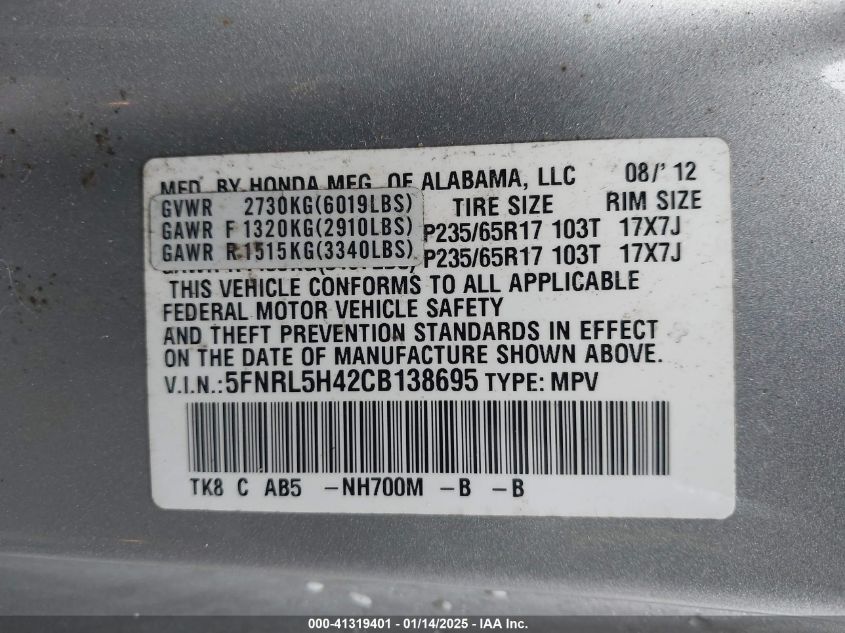 MFD. BY HONDA MFG. OF ALABAMA, LLC 08/'12
GVWR 2730KG(6019LBS) TIRE SIZE RIM SIZE
GAWR F 1320KG(2910LBS) P235/65R17 103T 17X7J
GAWR R 1515KG(3340LBS) P235/65R17 103T 17X7J
THIS VEHICLE CONFORMS TO ALL APPLICABLE
FEDERAL MOTOR VEHICLE SAFETY
AND THEFT PREVENTION STANDARDS IN EFFECT
ON THE DATE OF MANUFACTURE SHOWN ABOVE.
V.I.N.:5FNRL5H42CB138695 TYPE: MPV
TK8 C AB5 -NH700M -B -B
000-41319401 - 01/14/2025 - IAA Inc.